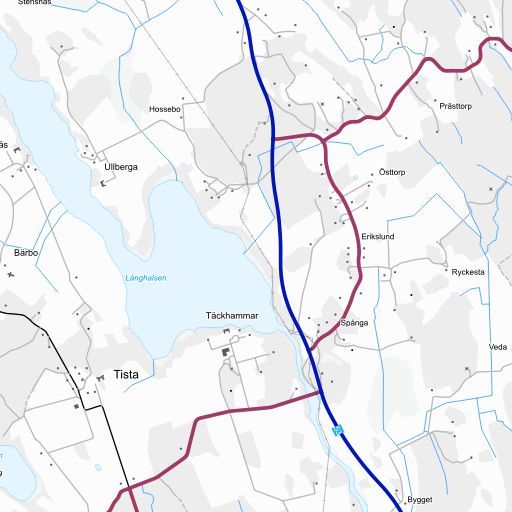 Stensnäs
Hossebo
Prästtorp
Ullberga
Östtorp
Erikslund
Bärbo
Långhalsen
Ryckesta
Täckhammar
Spånga
Veda
Tista
Bygget